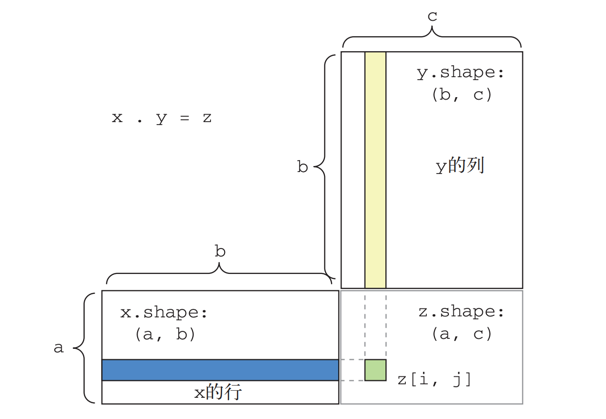 c
y.shape:
(b, c)
x . y = z
b
y的列
b
x.shape:
(a, b)
z.shape:
(a, c)
a
z[i, j]
x的行